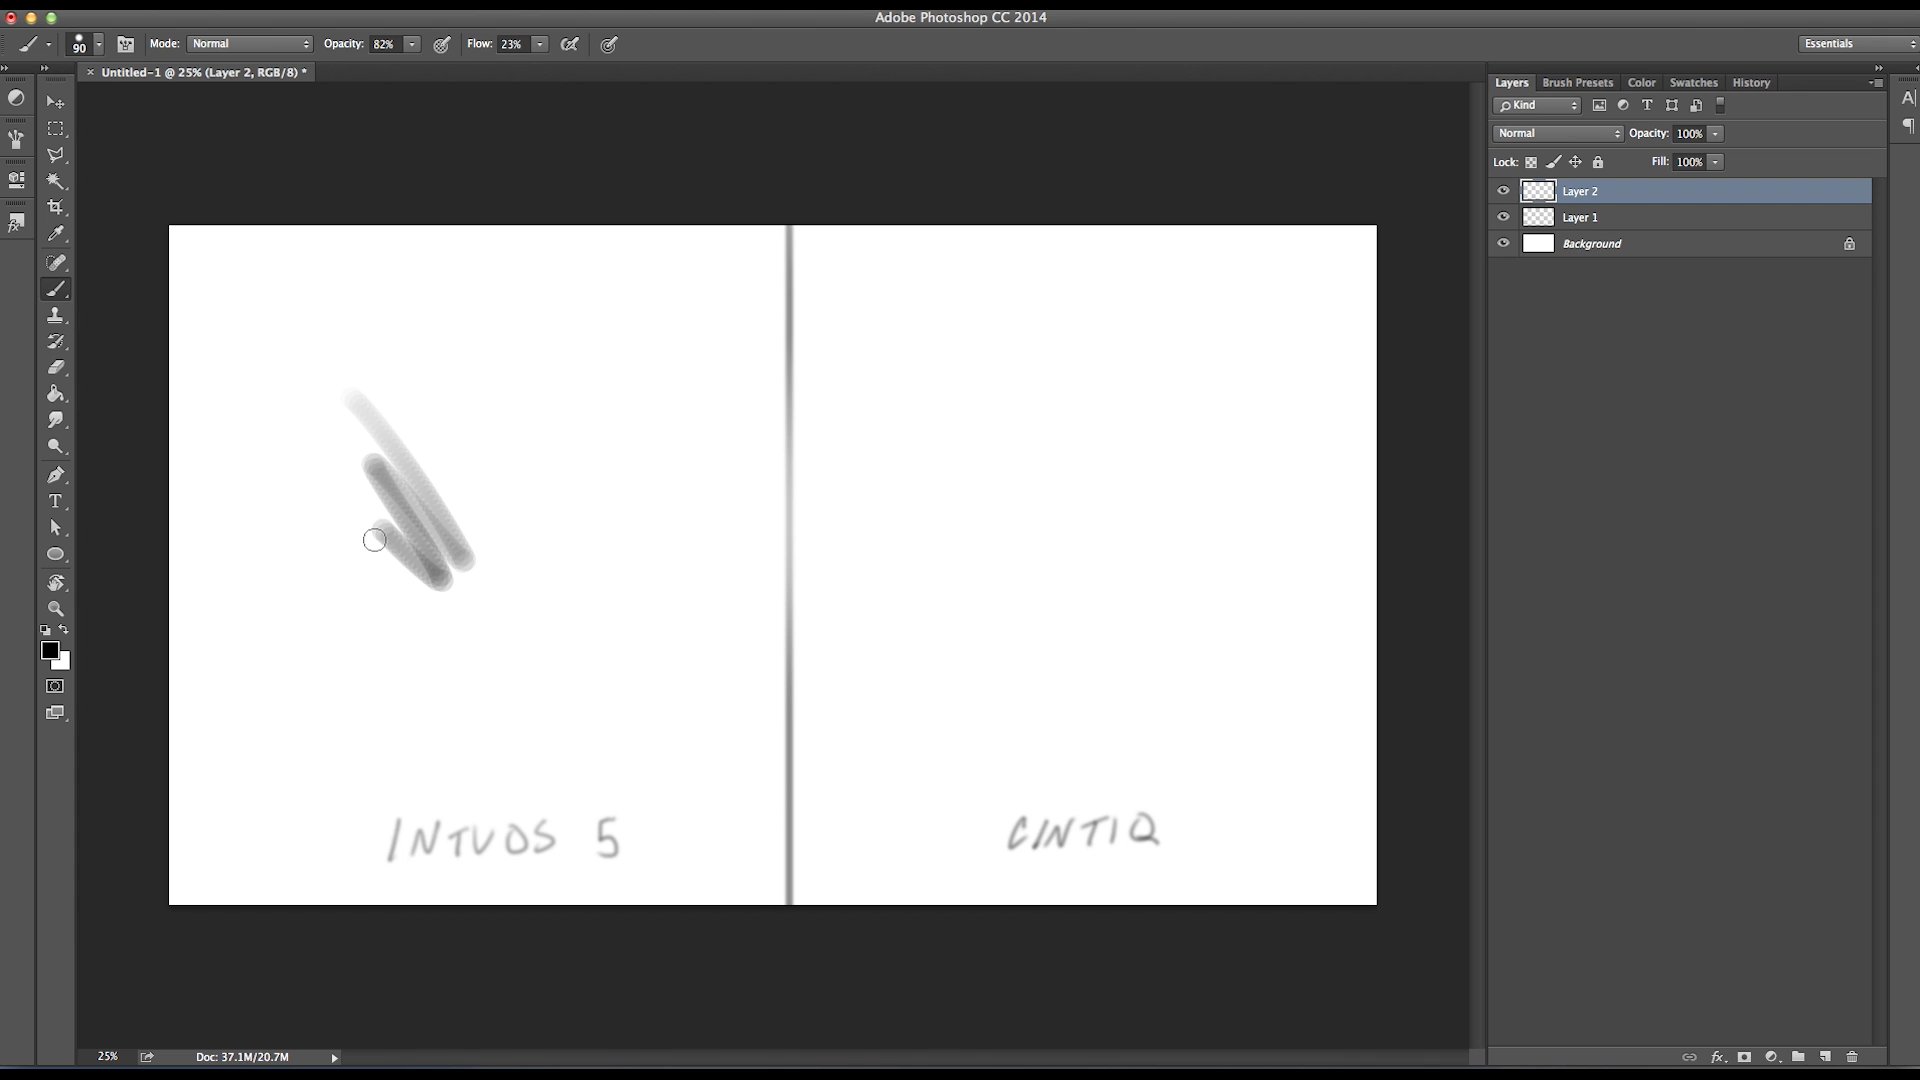 Adobe Photoshop CC 2014
90 Mode: Normal Opacity: 82% Flow: 23% Essentials
Untitled-1 @ 25% (Layer 2, RGB/8) *
Layers Brush Presets Color Swatches History
Kind
Normal Opacity: 100%
Lock: Fill: 100%
Layer 2
Layer 1
Background
INTUOS 5 CINTIQ
25% Doc: 37.1M/20.7M